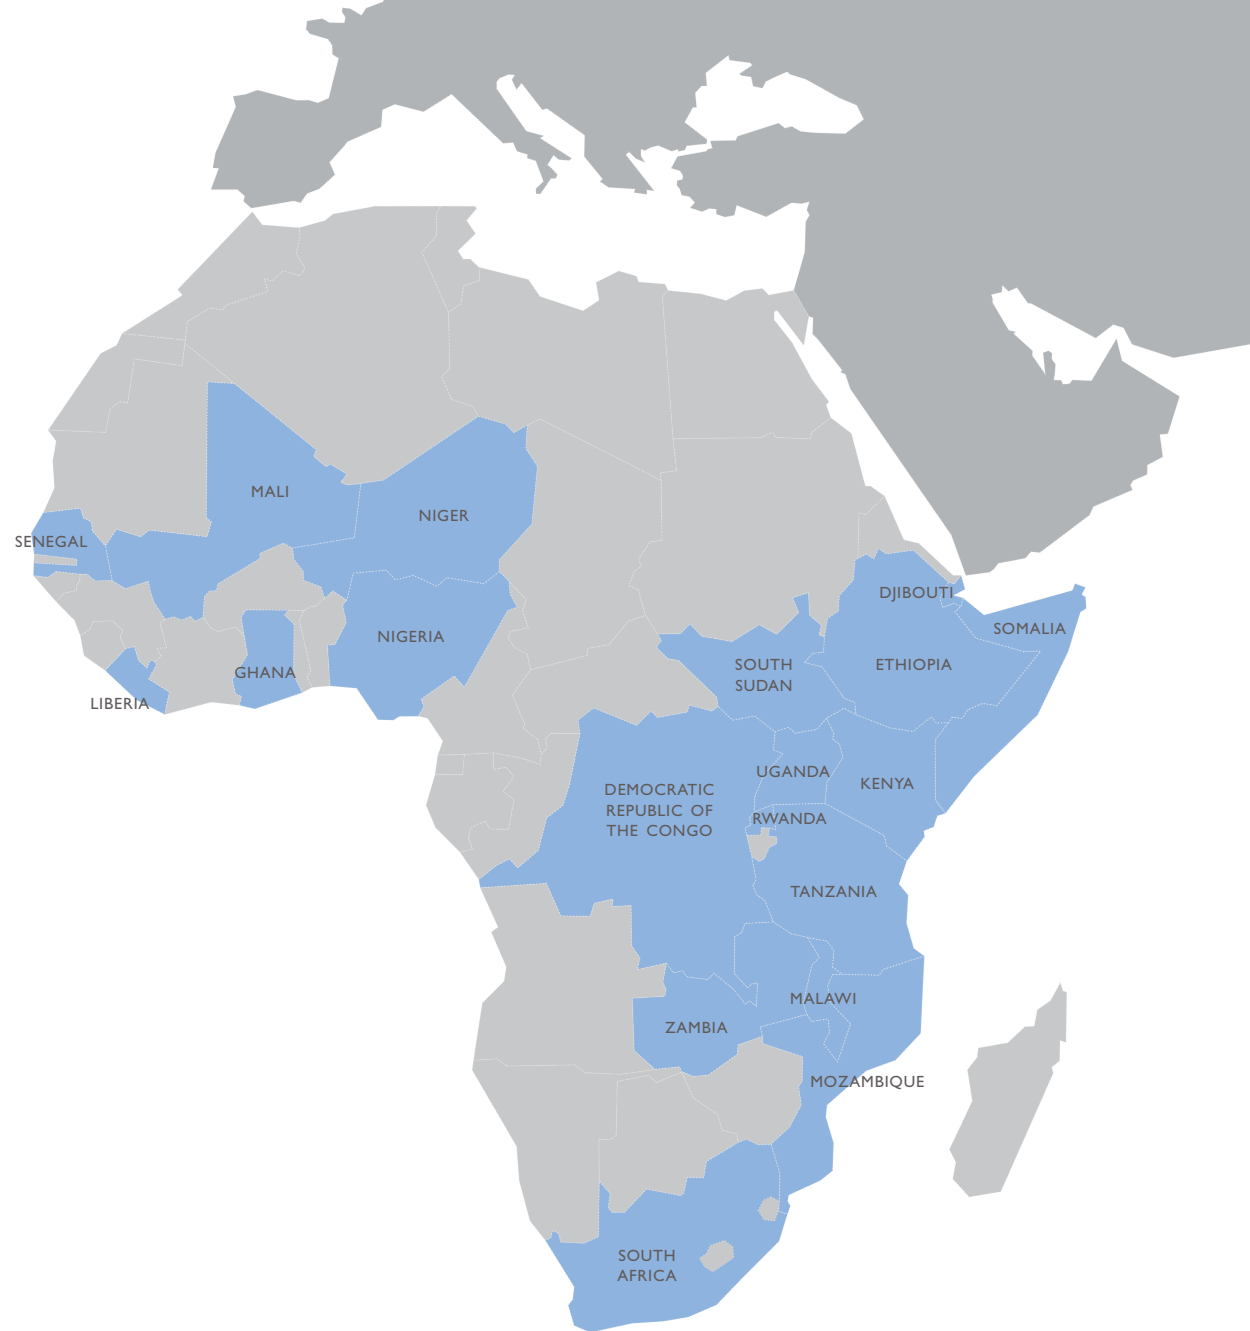 MALI
NIGER
SENEGAL
DJIBOUTI
SOMALIA
NIGERIA
GHANA
SOUTH
SUDAN
ETHIOPIA
LIBERIA
UGANDA
KENYA
DEMOCRATIC
REPUBLIC OF
THE CONGO
RWANDA
TANZANIA
MALAWI
ZAMBIA
MOZAMBIQUE
SOUTH
AFRICA